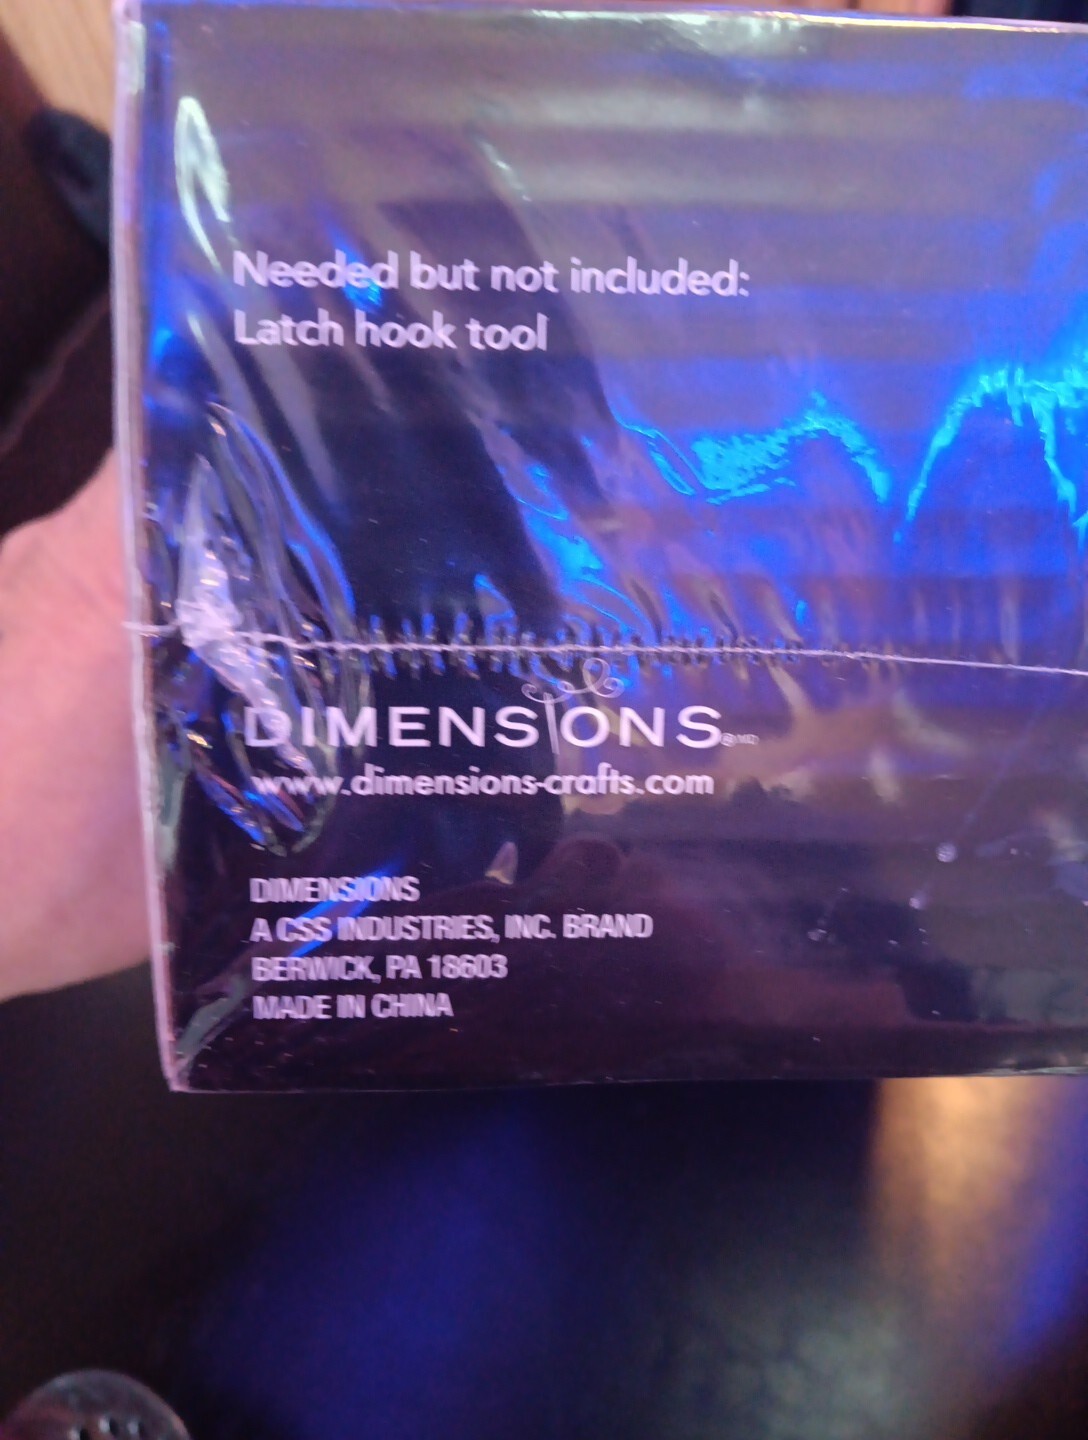 Needed but not included:
Latch hook tool
DIMENSIONS
www.dimensions-crafts.com
DIMENSIONS
A CSS INDUSTRIES, INC. BRAND
BERWICK, PA 18603
MADE IN CHINA